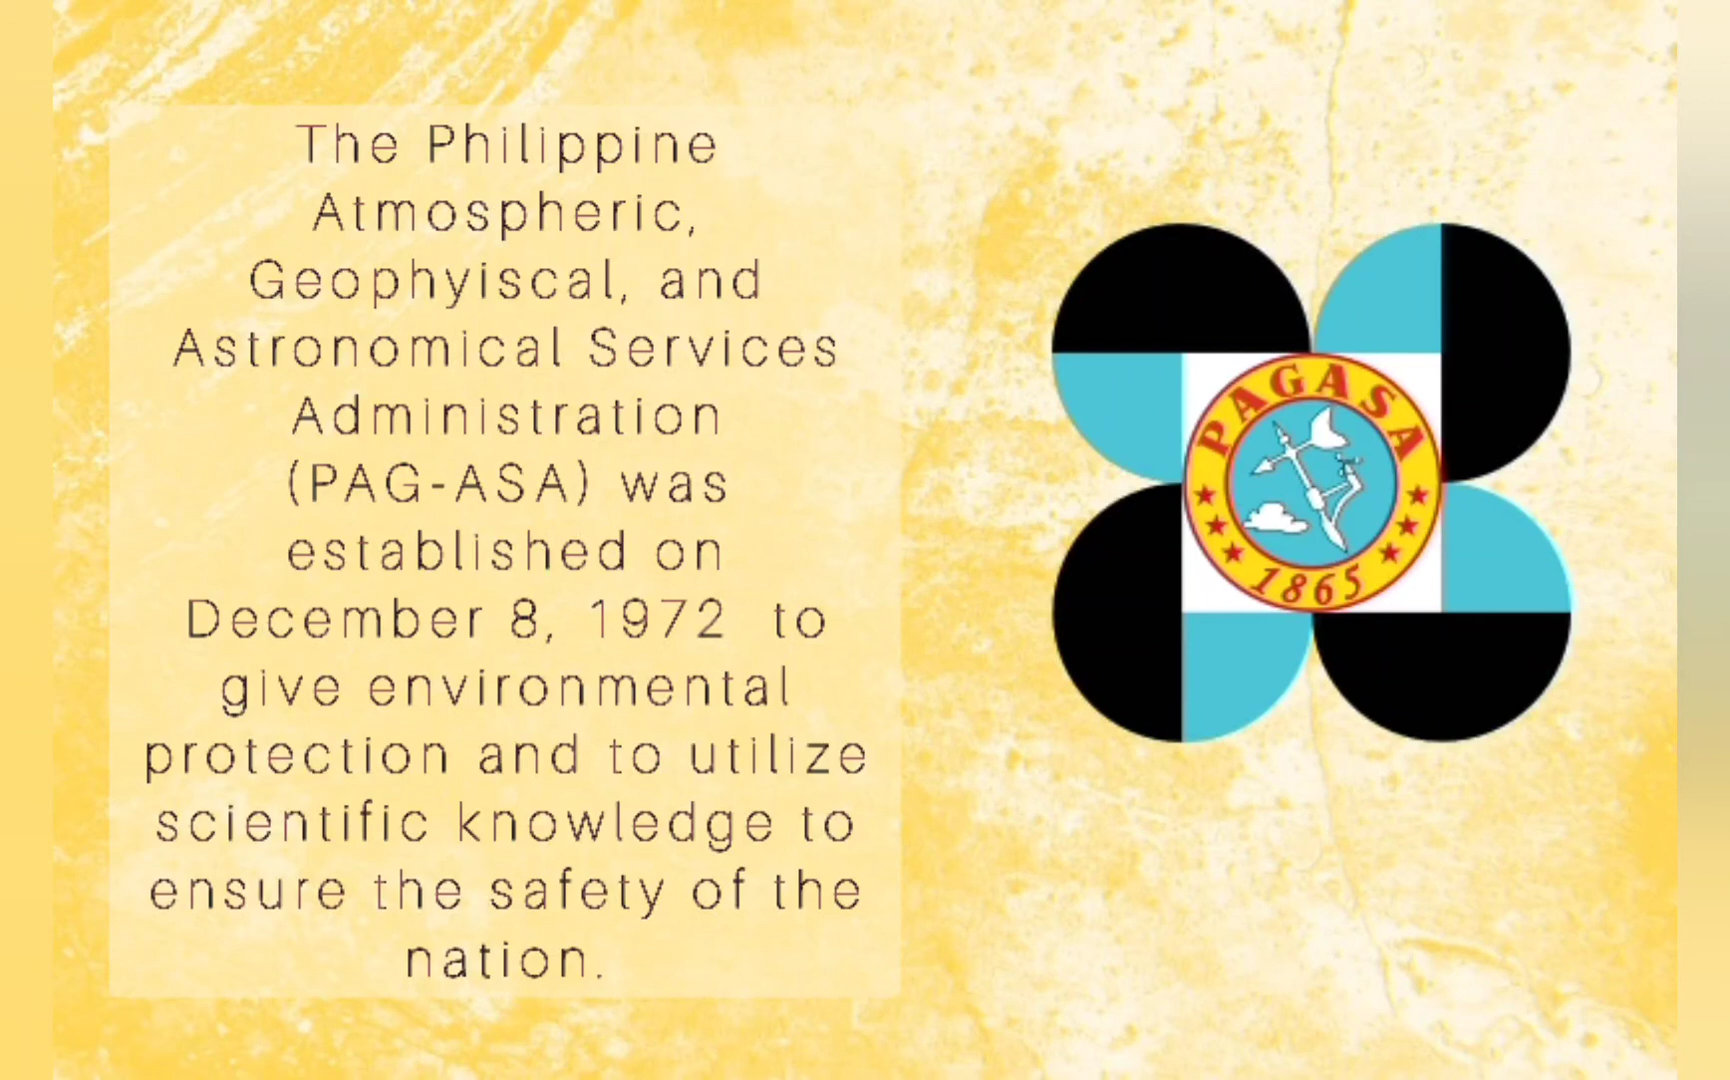 The Philippine
Atmospheric,
Geophyiscal, and
Astronomical Services
Administration
(PAG-ASA) was
established on
December 8, 1972 to
give environmental
protection and to utilize
scientific knowledge to
ensure the safety of the
nation.
PAGASA
1865